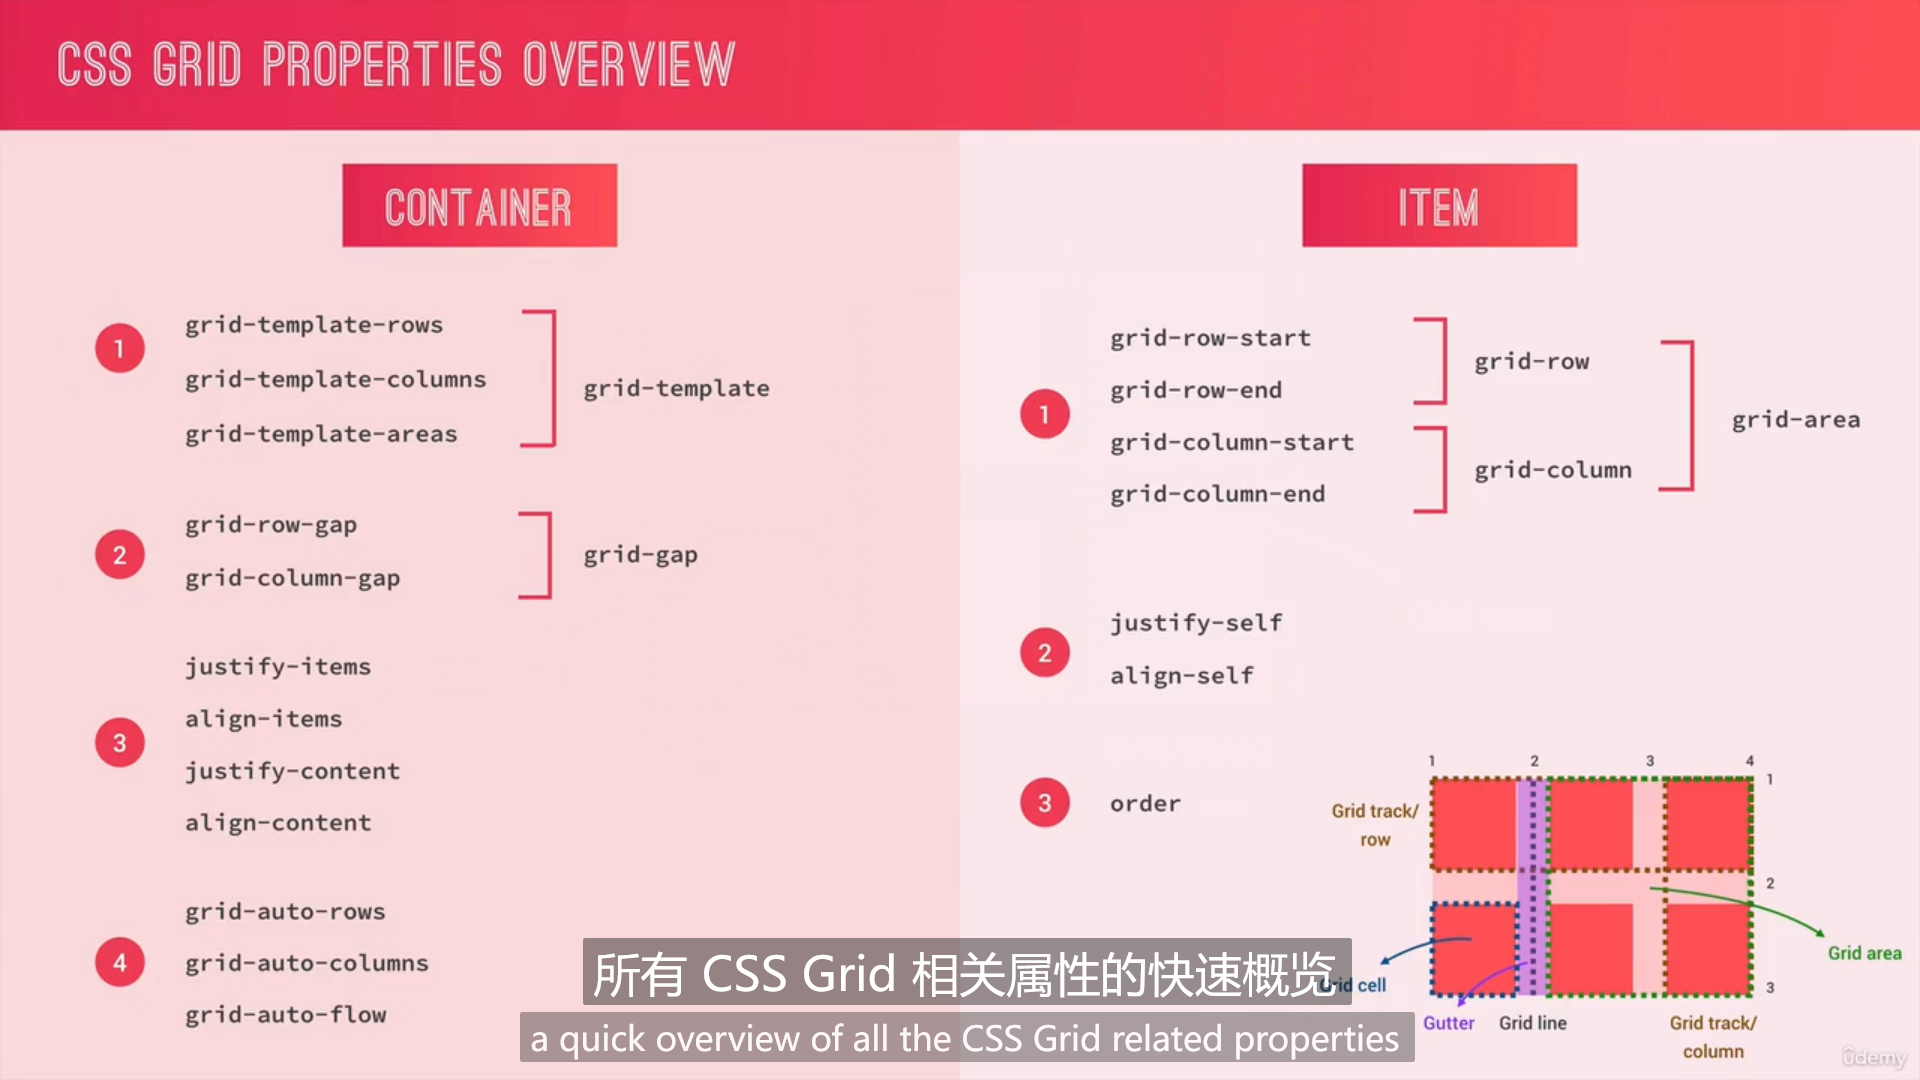 CSS GRID PROPERTIES OVERVIEW
CONTAINER
1
grid-template-rows
grid-template-columns
grid-template-areas
grid-template
2
grid-row-gap
grid-column-gap
grid-gap
3
justify-items
align-items
justify-content
align-content
4
grid-auto-rows
grid-auto-columns
grid-auto-flow
ITEM
1
grid-row-start
grid-row-end
grid-column-start
grid-column-end
grid-row
grid-column
grid-area
2
justify-self
align-self
3
order
1 2 3 4
1
2
3
Grid track/
row
Grid area
Grid cell
Gutter
Grid line
Grid track/
column
所有 CSS Grid 相关属性的快速概览
a quick overview of all the CSS Grid related properties
ûdemy